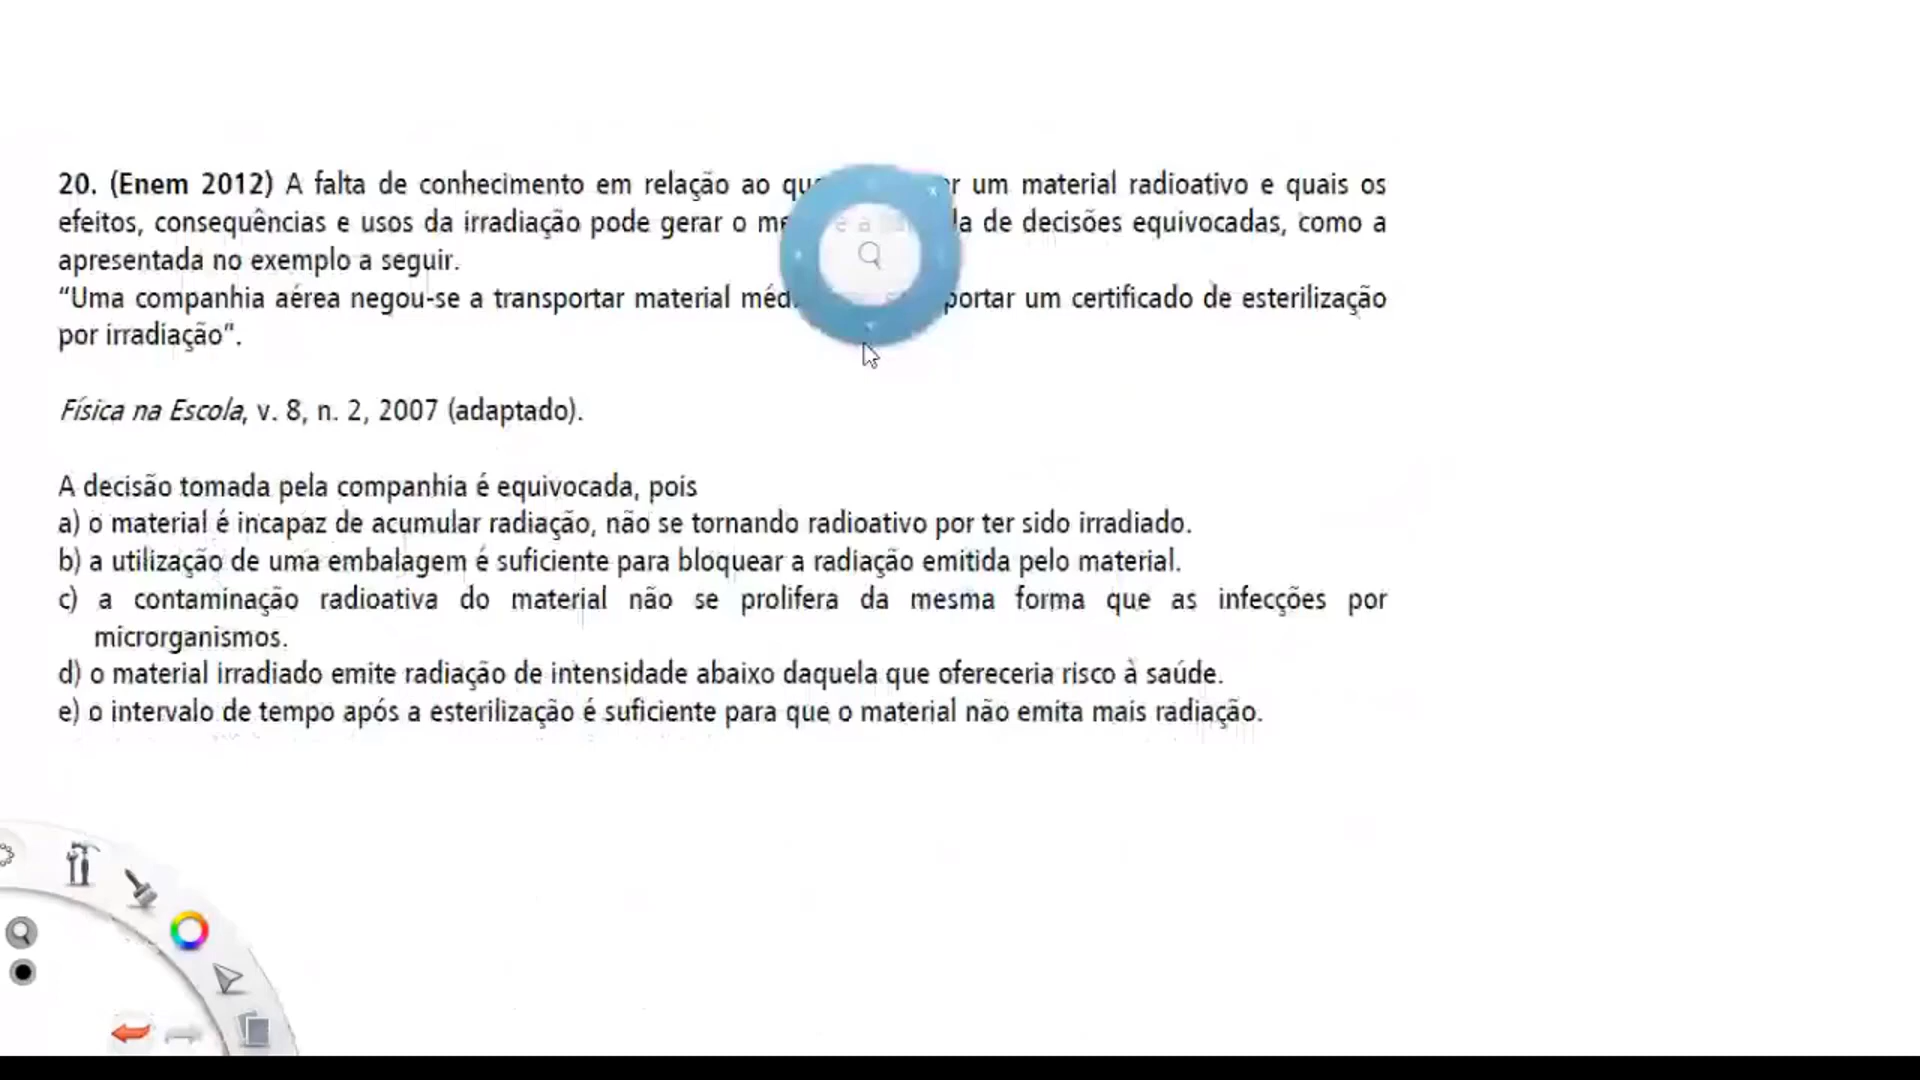 20. (Enem 2012) A falta de conhecimento em relação ao um material radioativo e quais os
efeitos, consequências e usos da irradiação pode gerar o de decisões equivocadas, como a
apresentada no exemplo a seguir.
“Uma companhia aérea negou-se a transportar material um certificado de esterilização
por irradiação”.
Física na Escola, v. 8, n. 2, 2007 (adaptado).
A decisão tomada pela companhia é equivocada, pois
a) o material é incapaz de acumular radiação, não se tornando radioativo por ter sido irradiado.
b) a utilização de uma embalagem é suficiente para bloquear a radiação emitida pelo material.
c) a contaminação radioativa do material não se prolifera da mesma forma que as infecções por
microrganismos.
d) o material irradiado emite radiação de intensidade abaixo daquela que ofereceria risco à saúde.
e) o intervalo de tempo após a esterilização é suficiente para que o material não emita mais radiação.